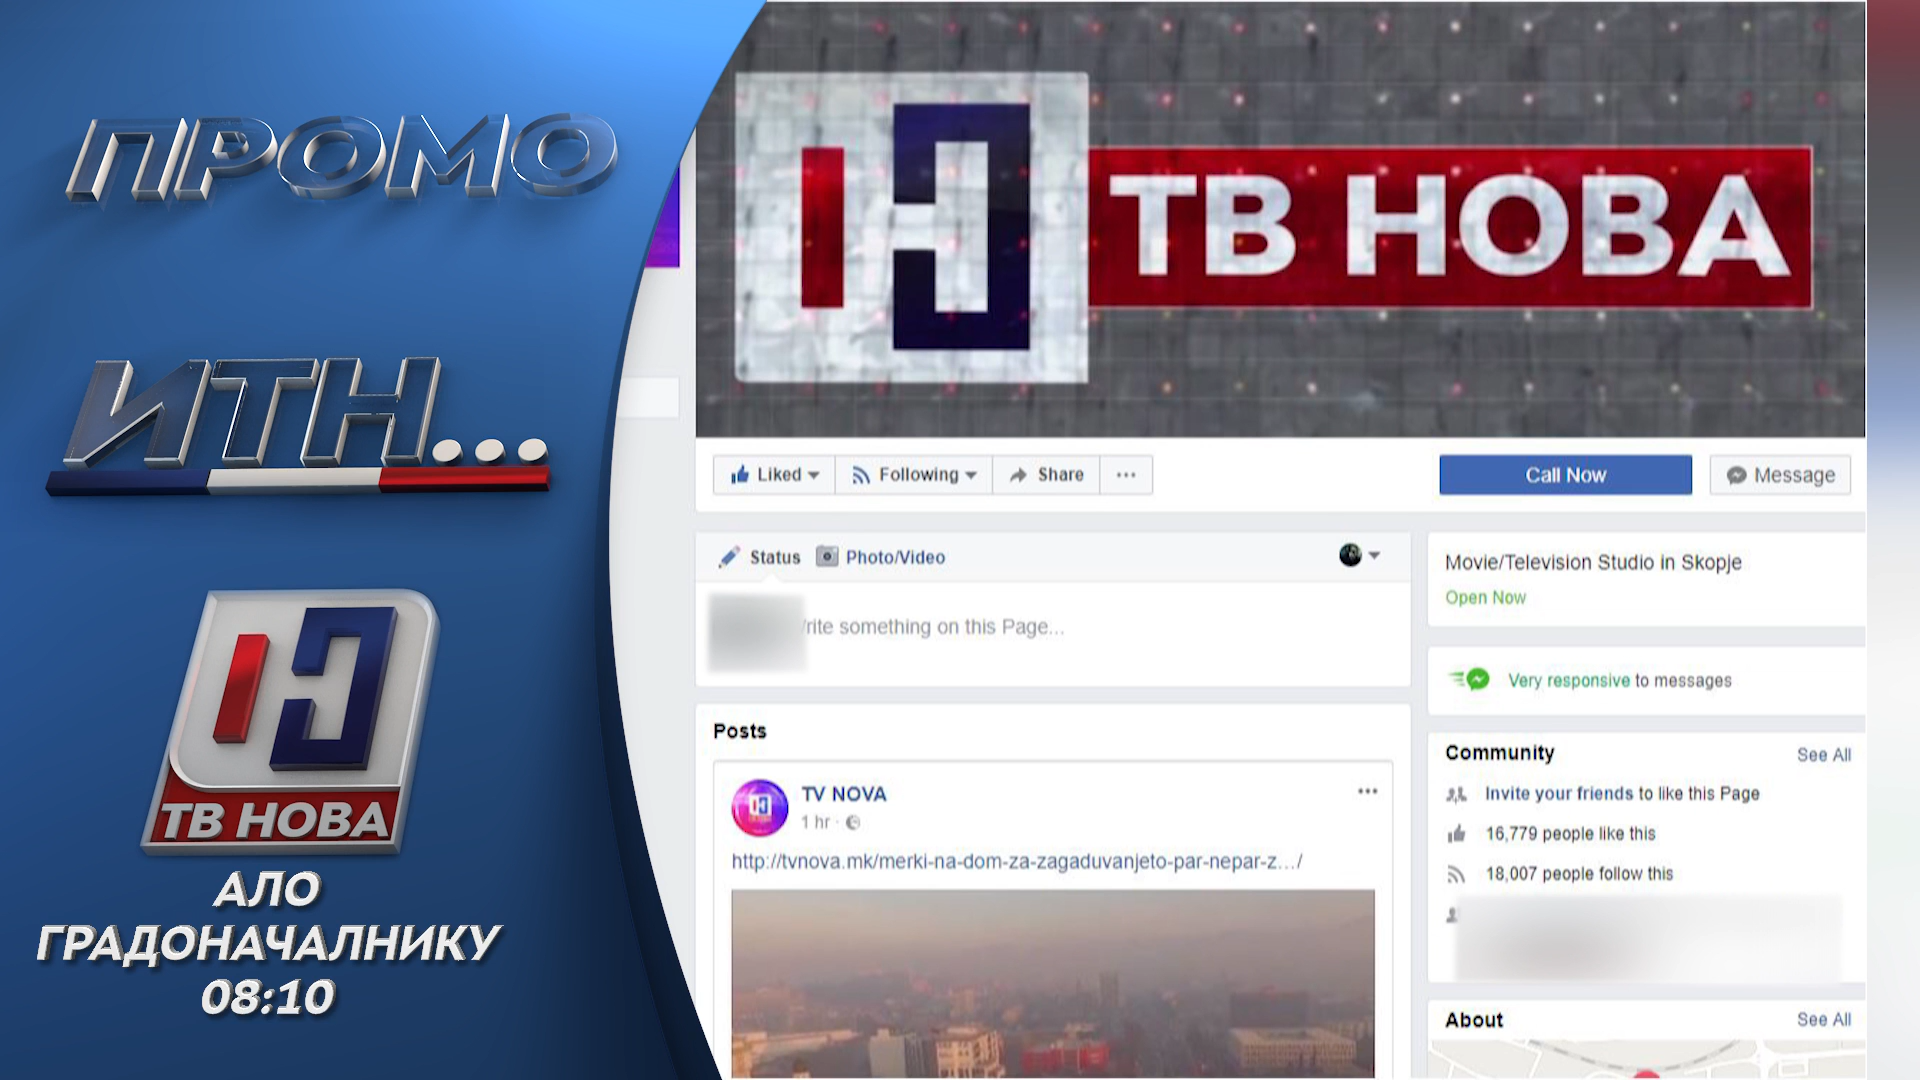 ПРОМО
ИТН...
ТВ НОВА
АЛО
ГРАДОНАЧАЛНИКУ
08:10
ТВ НОВА
Liked
Following
Share
Call Now
Message
Status
Photo/Video
rite something on this Page...
Posts
TV NOVA
1 hr
http://tvnova.mk/merki-na-dom-za-zagaduvanjeto-par-nepar-z.../
Movie/Television Studio in Skopje
Open Now
Very responsive to messages
Community
See All
Invite your friends to like this Page
16,779 people like this
18,007 people follow this
About
See All